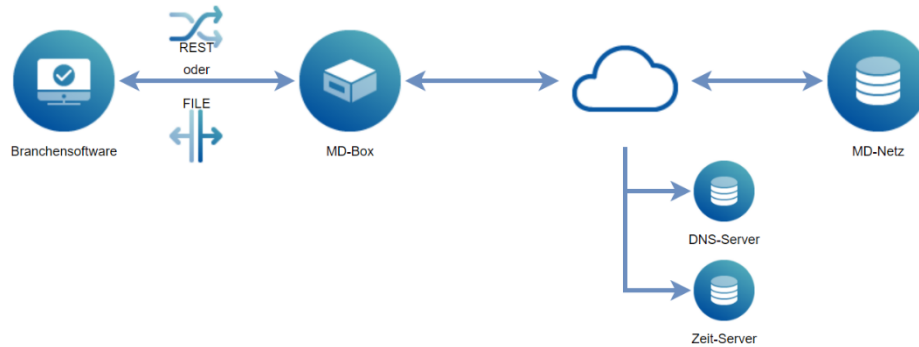 REST
oder
FILE
Branchensoftware
MD-Box
MD-Netz
DNS-Server
Zeit-Server